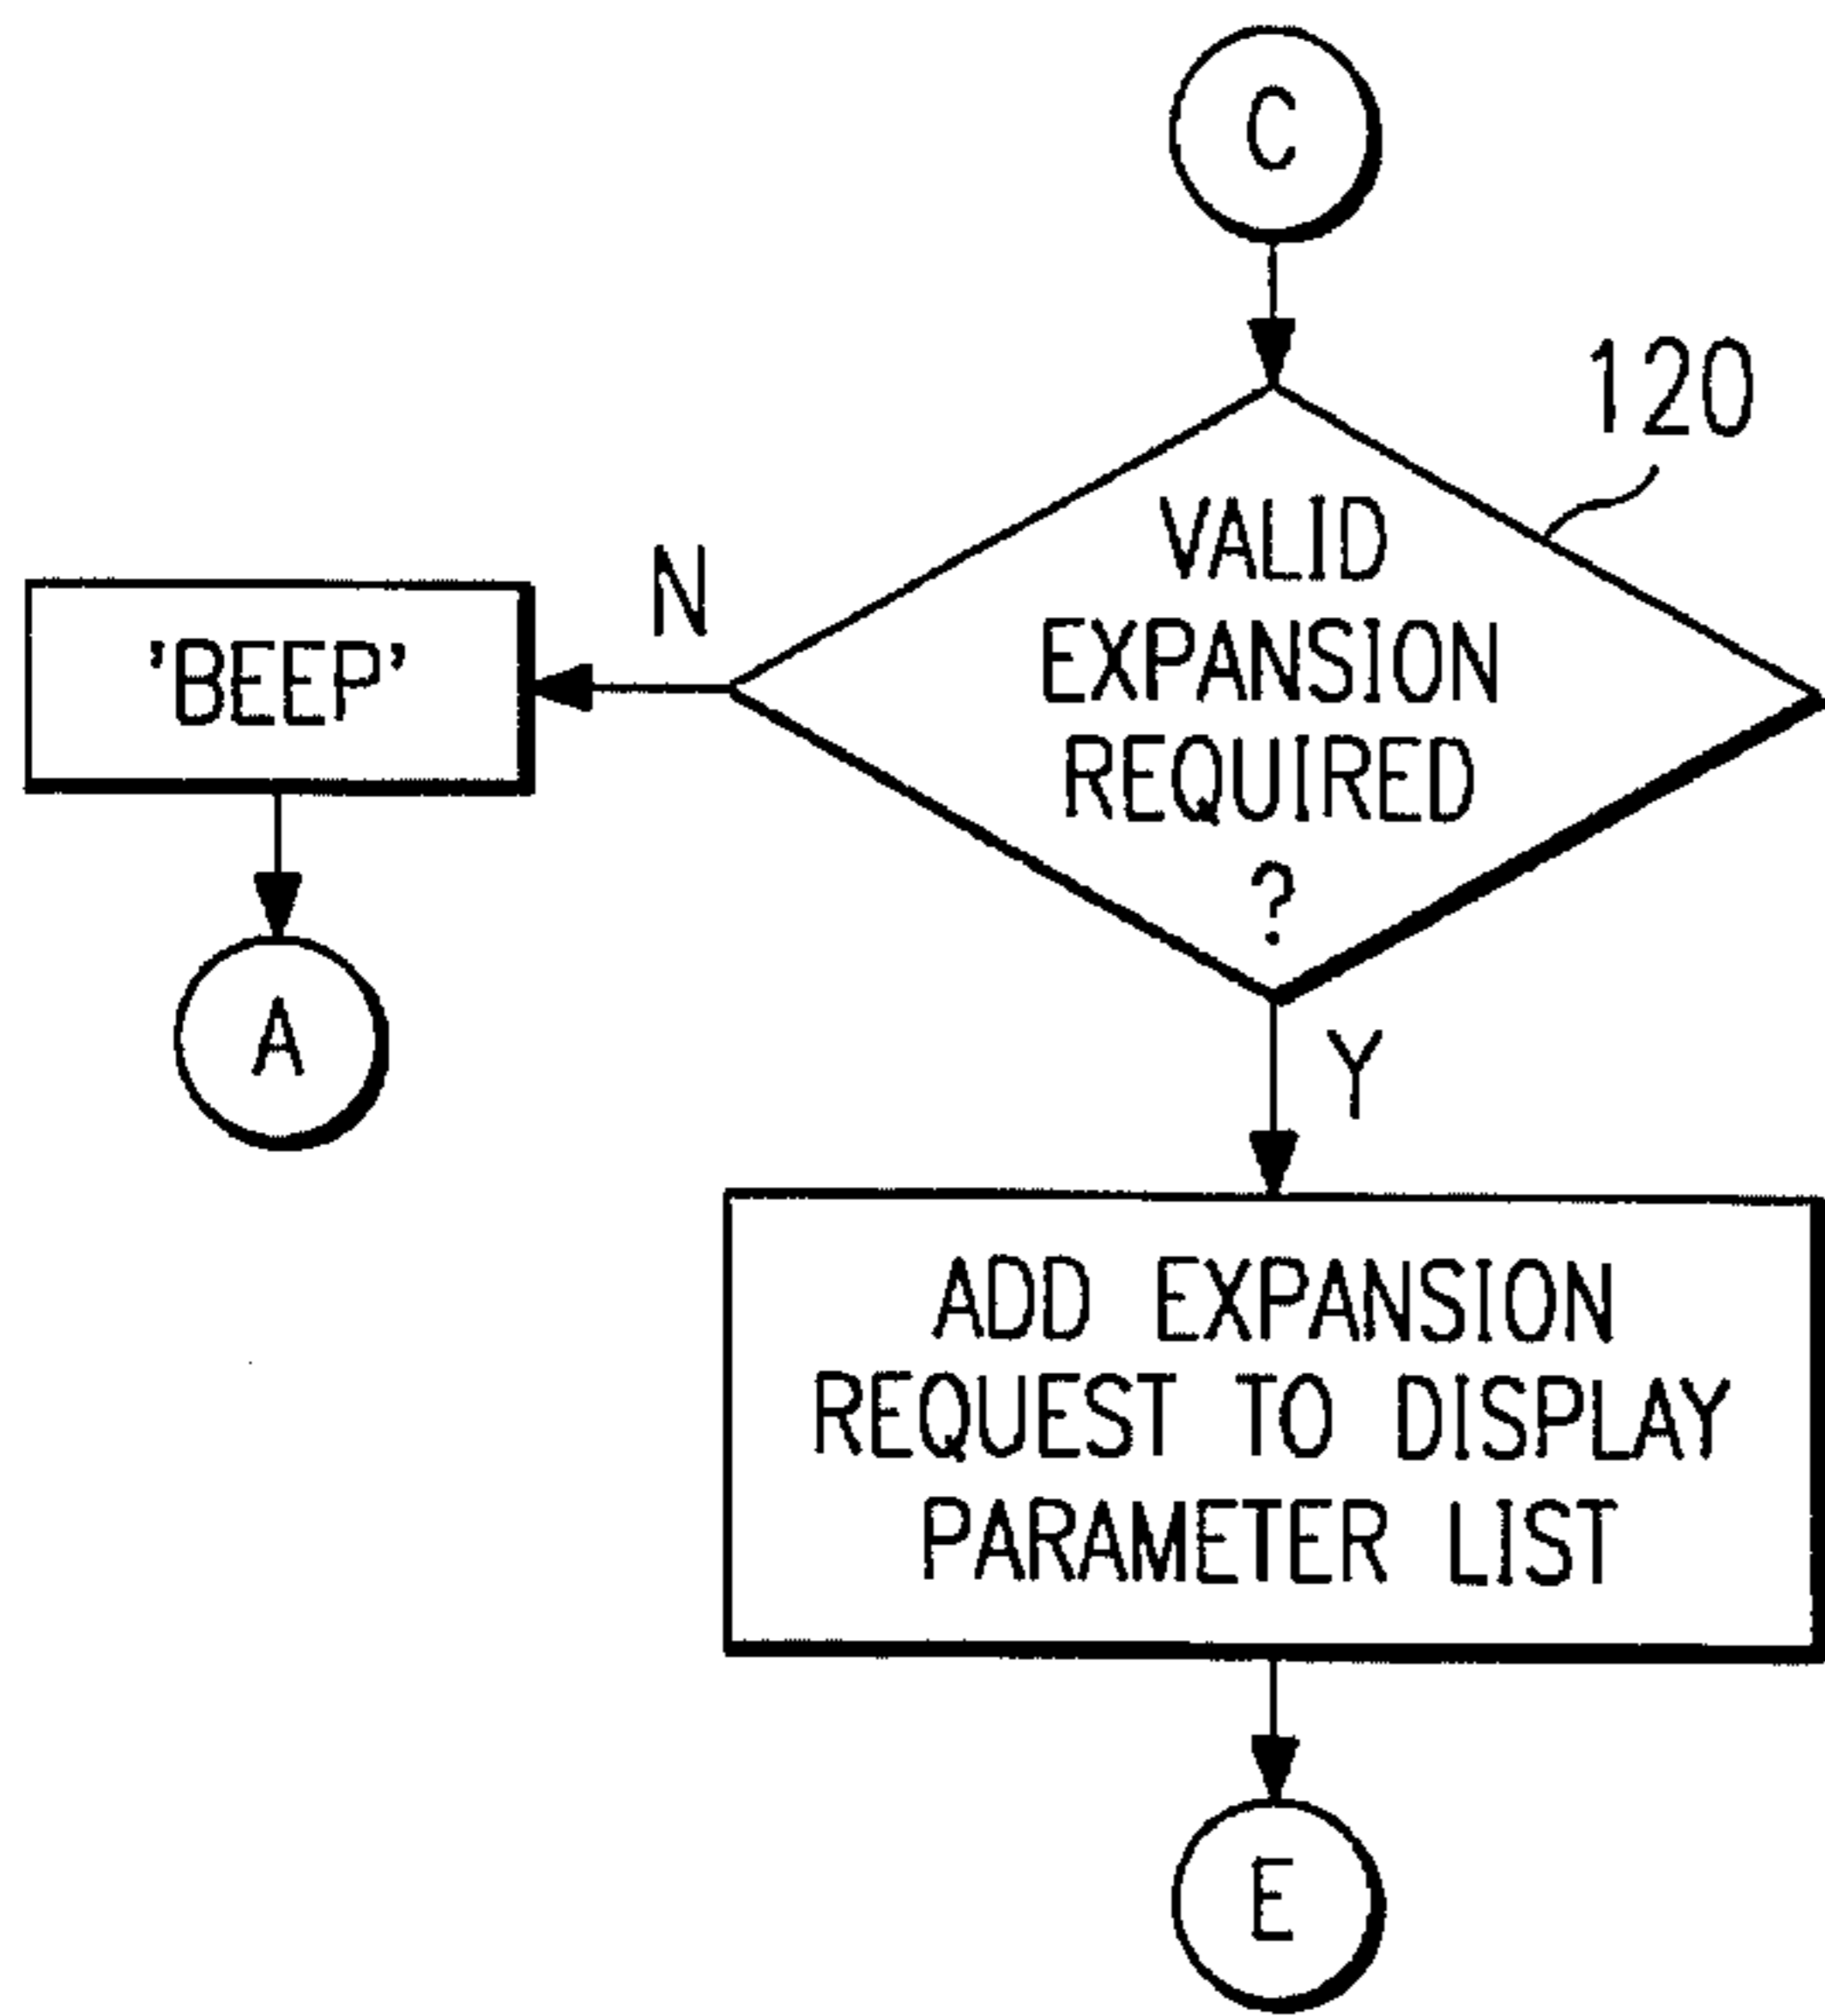 C
120
VALID
EXPANSION
REQUIRED
?
N
'BEEP'
A
Y
ADD EXPANSION
REQUEST TO DISPLAY
PARAMETER LIST
E